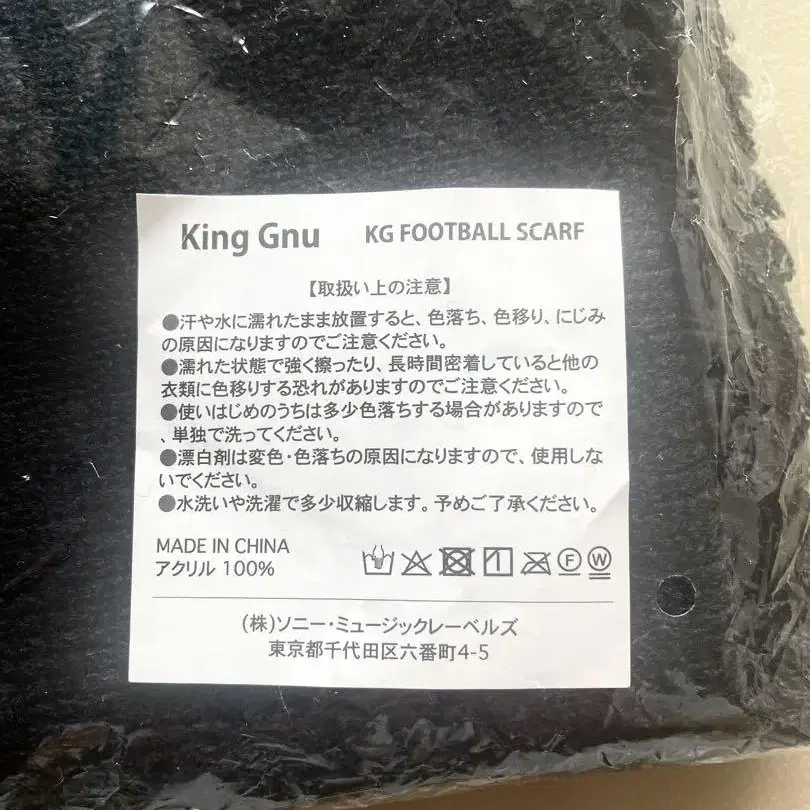 King Gnu KG FOOTBALL SCARF
【取扱い上の注意】
●汗や水に濡れたまま放置すると、色落ち、色移り、にじみ
の原因になりますのでご注意ください。
●濡れた状態で強く擦ったり、長時間密着していると他の
衣類に色移りする恐れがありますのでご注意ください。
●使いはじめのうちは多少色落ちする場合がありますので
、単独で洗ってください。
●漂白剤は変色・色落ちの原因になりますので、使用しな
いでください。
●水洗いや洗濯で多少収縮します。予めご了承ください。
MADE IN CHINA
アクリル 100% F W
(株)ソニー・ミュージックレーベルズ
東京都千代田区六番町4-5